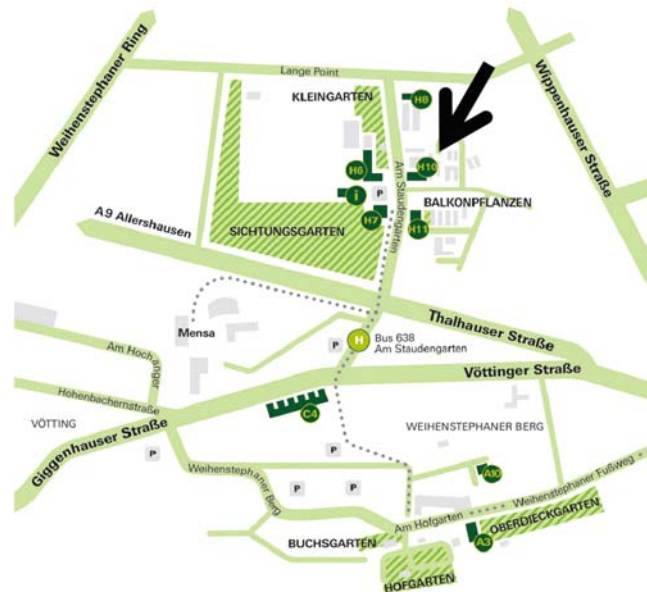 Weihenstephaner Ring
Lange Point
KLEINGARTEN
H8
Wippenhauser Straße
H6
H10
Am Staudengarten
i
P
BALKONPFLANZEN
A9 Allershausen
SICHTUNGSGARTEN
H7
H11
Thalhauser Straße
Mensa
H
Bus 638
Am Staudengarten
P
Am Hochanger
Vöttinger Straße
Hohenbachernstraße
C4
VÖTTING
Giggenhauser Straße
WEIHENSTEPHANER BERG
P
P
Weihenstephaner Berg
A10
P
P
Weihenstephaner Fußweg
Am Hofgarten
OBERDIECKGARTEN
BUCHSGARTEN
A3
HOFGARTEN